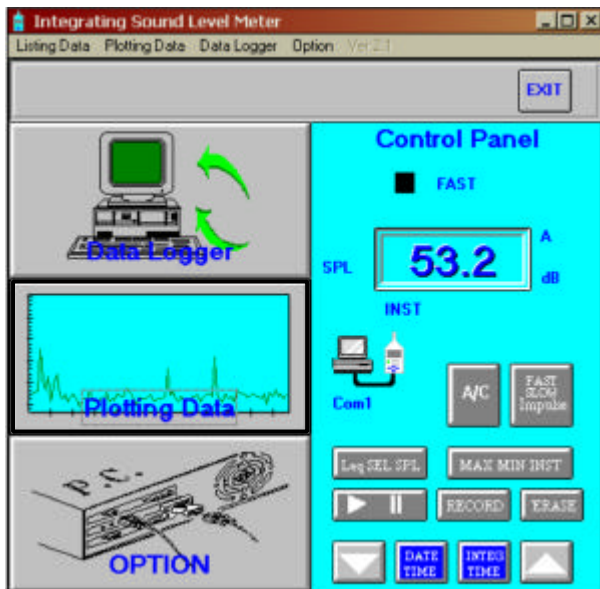 Integrating Sound Level Meter
Listing Data Plotting Data Data Logger Option Ver 2.1
EXIT
Data Logger
Plotting Data
P.C.
OPTION
Control Panel
FAST
A
SPL 53.2
dB
INST
Com1
A/C
FAST
SLOW
Impulse
Leq SEL SPL
MAX MIN INST
RECORD
ERASE
DATE
TIME
INTEG
TIME